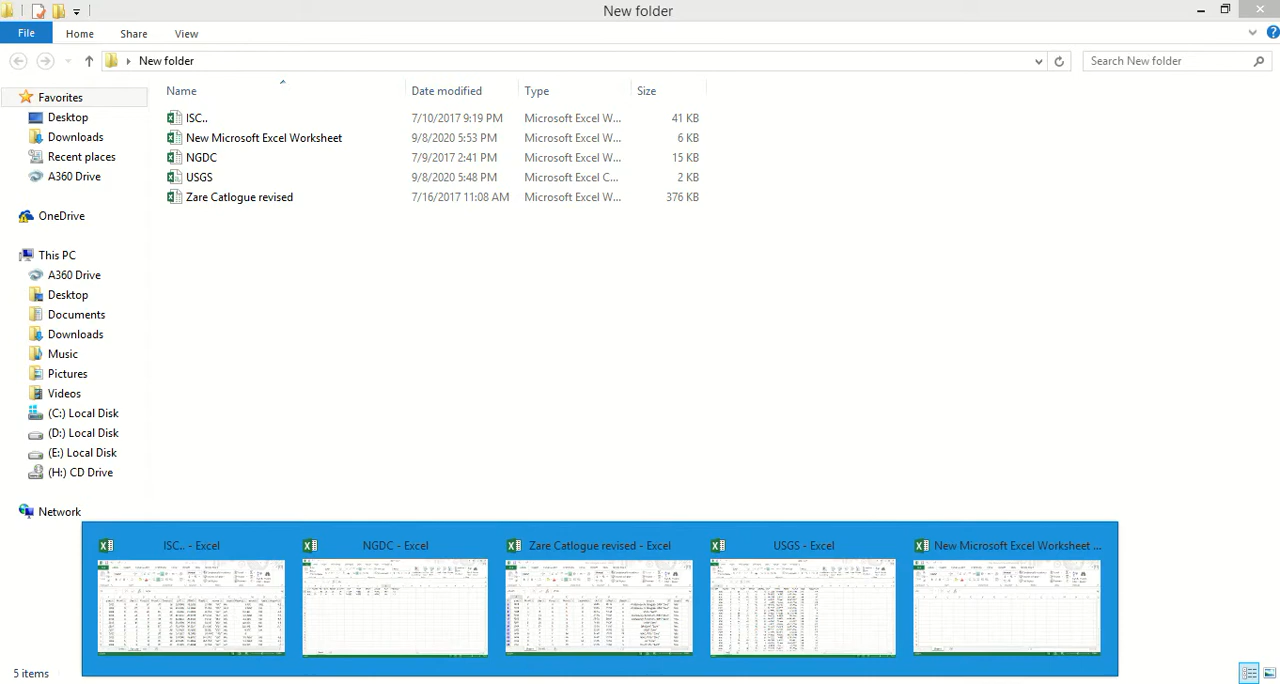 New folder
File Home Share View
New folder
Search New folder
Name Date modified Type Size
Favorites
Desktop
Downloads
Recent places
A360 Drive
OneDrive
This PC
A360 Drive
Desktop
Documents
Downloads
Music
Pictures
Videos
(C:) Local Disk
(D:) Local Disk
(E:) Local Disk
(H:) CD Drive
Network
ISC.. 7/10/2017 9:19 PM Microsoft Excel W... 41 KB
New Microsoft Excel Worksheet 9/8/2020 5:53 PM Microsoft Excel W... 6 KB
NGDC 7/9/2017 2:41 PM Microsoft Excel W... 15 KB
USGS 9/8/2020 5:48 PM Microsoft Excel C... 2 KB
Zare Catlogue revised 7/16/2017 11:08 AM Microsoft Excel W... 376 KB
ISC.. - Excel
NGDC - Excel
Zare Catlogue revised - Excel
USGS - Excel
New Microsoft Excel Worksheet ...
5 items